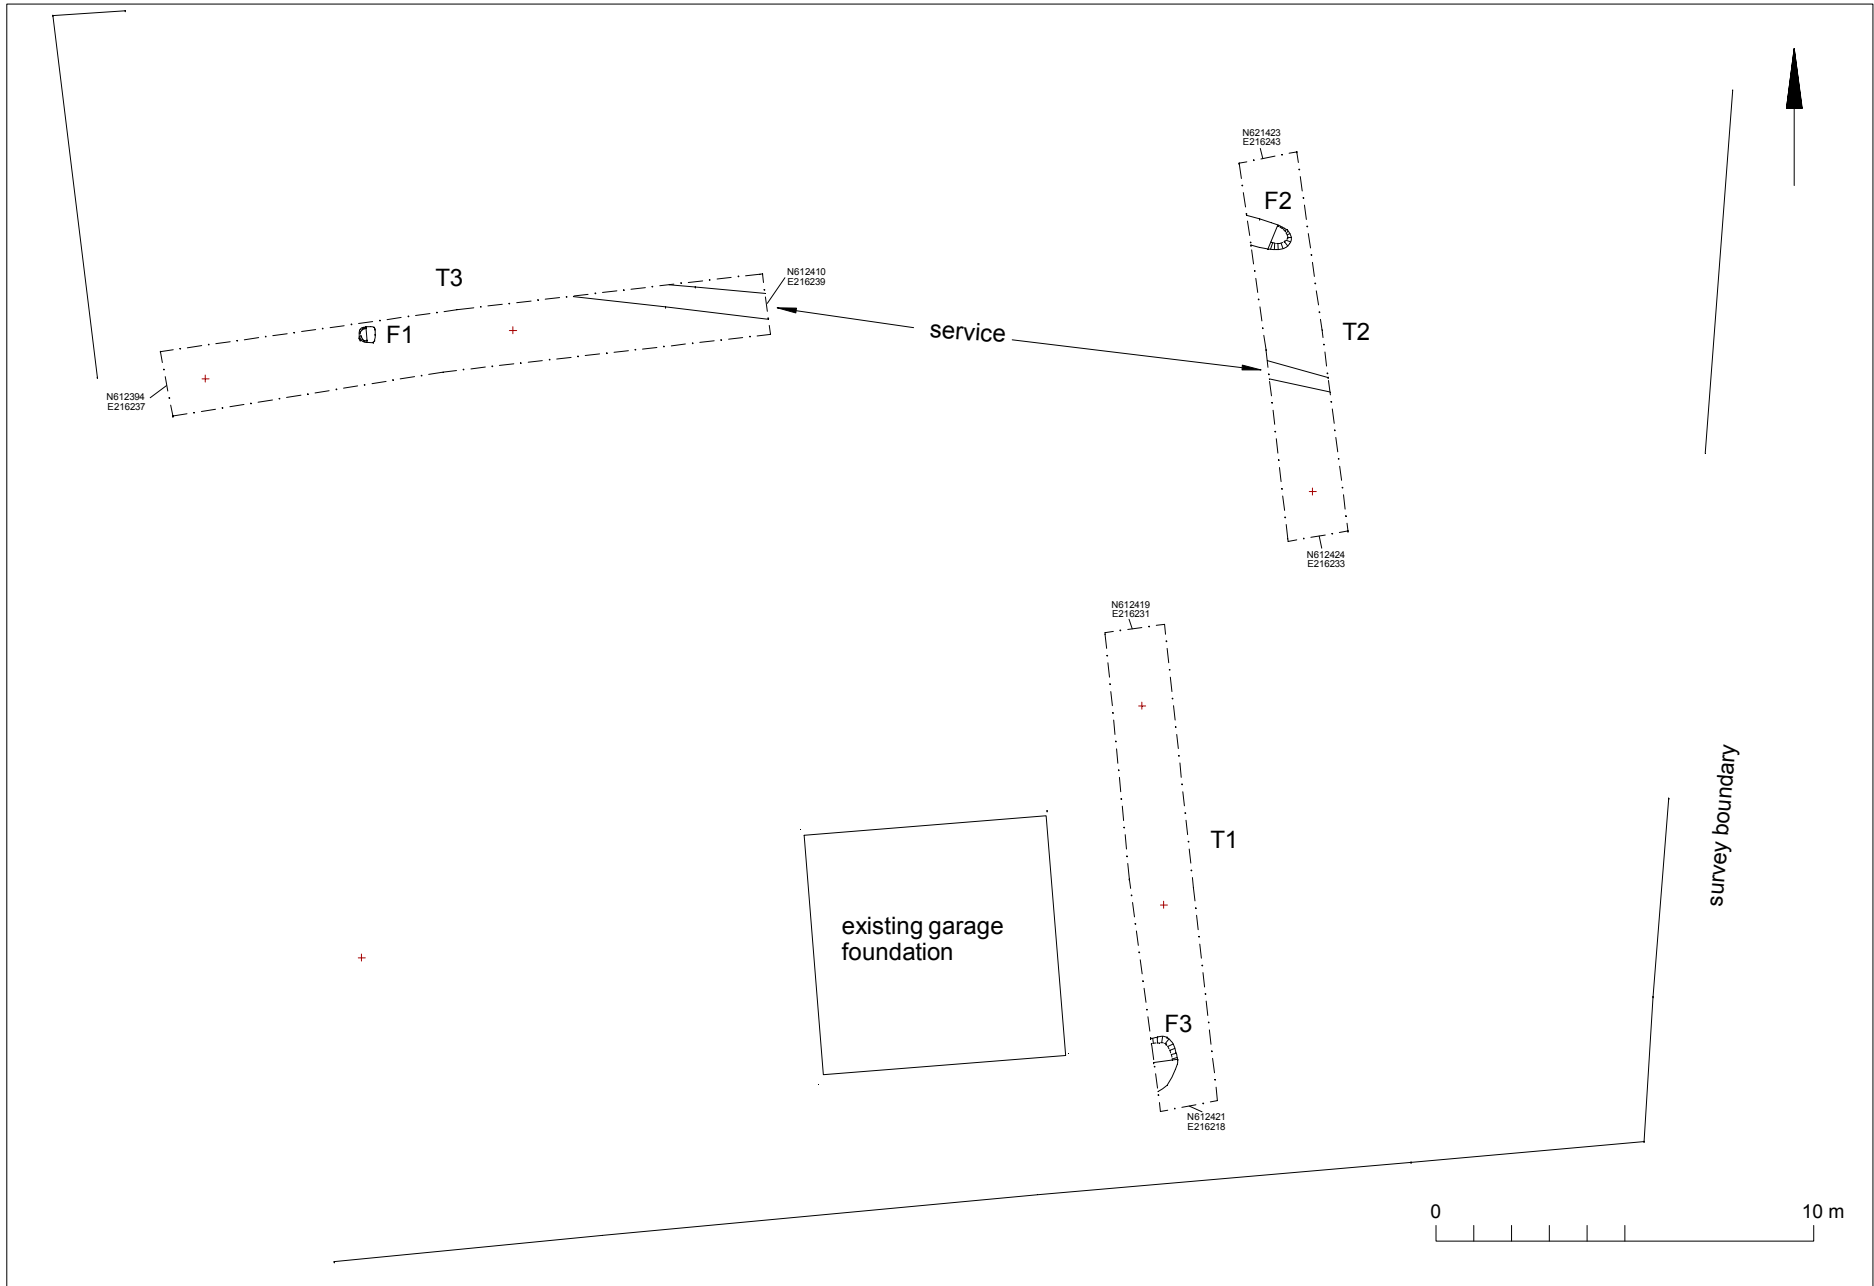 N621423
E216243
F2
T3
N612410
E216239
F1
service
T2
N612394
E216237
N612424
E216233
N612419
E216231
survey boundary
T1
existing garage
foundation
F3
N612421
E216218
0
10 m